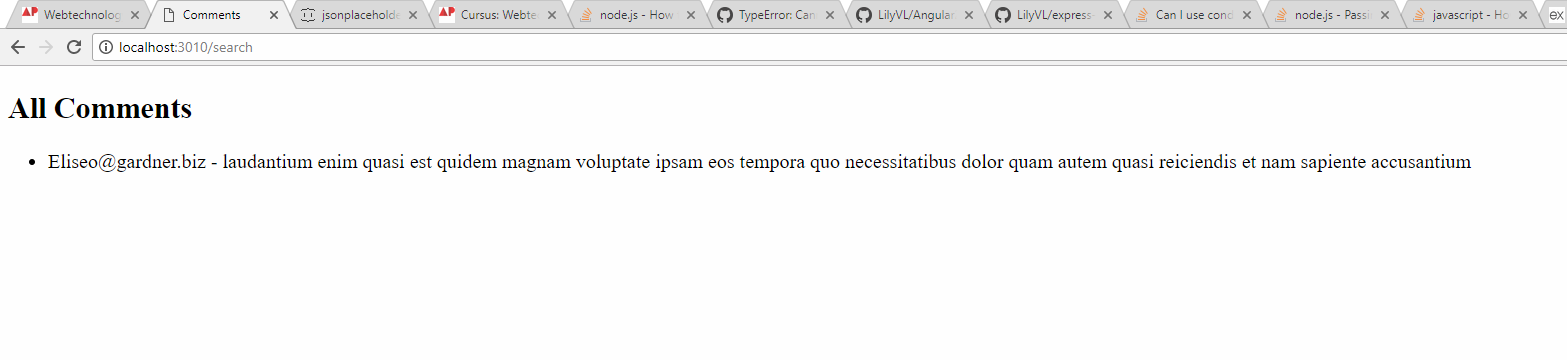 Webtechnolog
Comments
jsonplaceholde
Cursus: Webte
node.js - How
TypeError: Can
LilyVL/Angular
LilyVL/express-
Can I use cond
node.js - Passi
javascript - Ho
ex
localhost:3010/search
All Comments
• Eliseo@gardner.biz - laudantium enim quasi est quidem magnam voluptate ipsam eos tempora quo necessitatibus dolor quam autem quasi reiciendis et nam sapiente accusantium